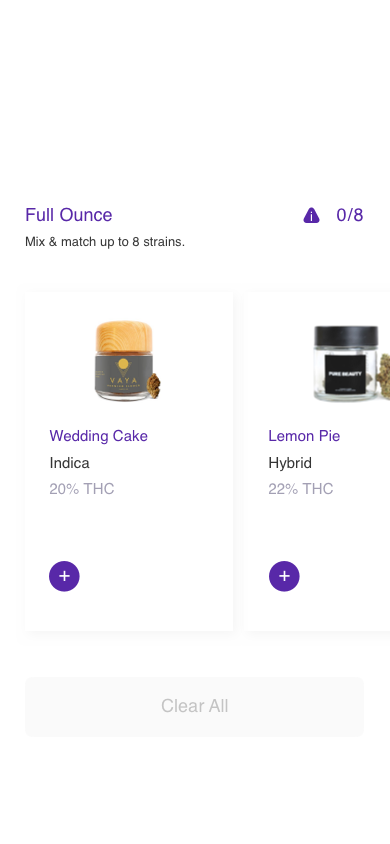 Full Ounce
0/8
Mix & match up to 8 strains.
VAYA
PURE BEAUTY
Wedding Cake
Lemon Pie
Indica
Hybrid
20% THC
22% THC
Clear All